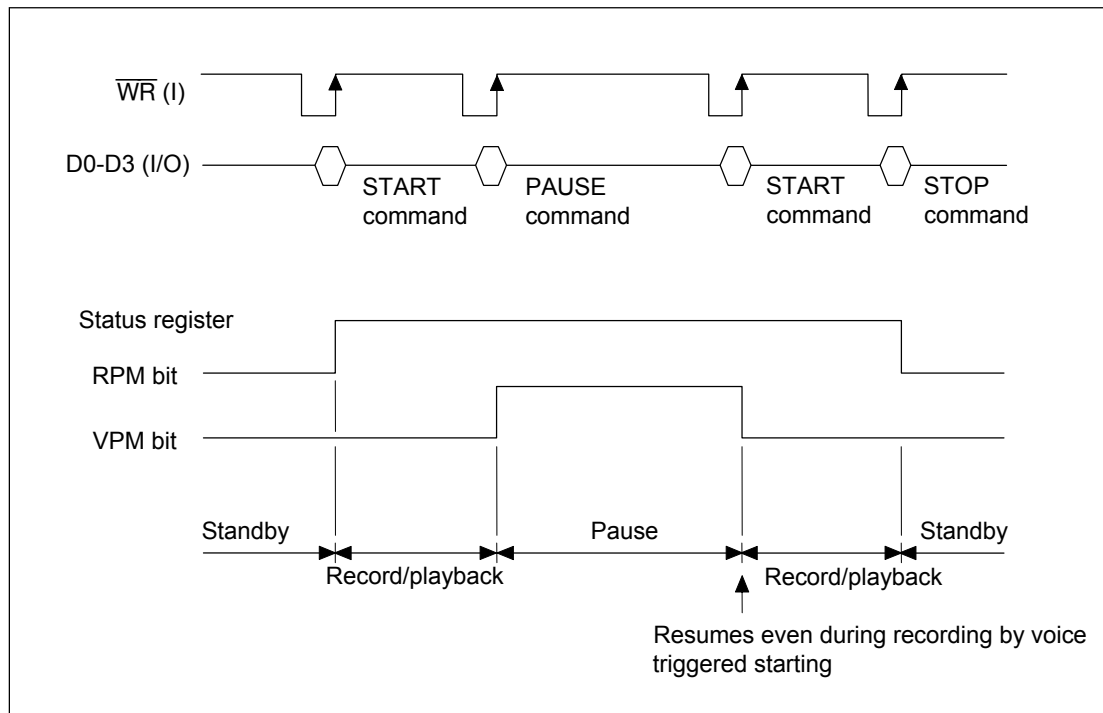 W̅R̅ (I)
D0-D3 (I/O)
START
command
PAUSE
command
START
command
STOP
command
Status register
RPM bit
VPM bit
Standby
Pause
Standby
Record/playback
Record/playback
Resumes even during recording by voice
triggered starting